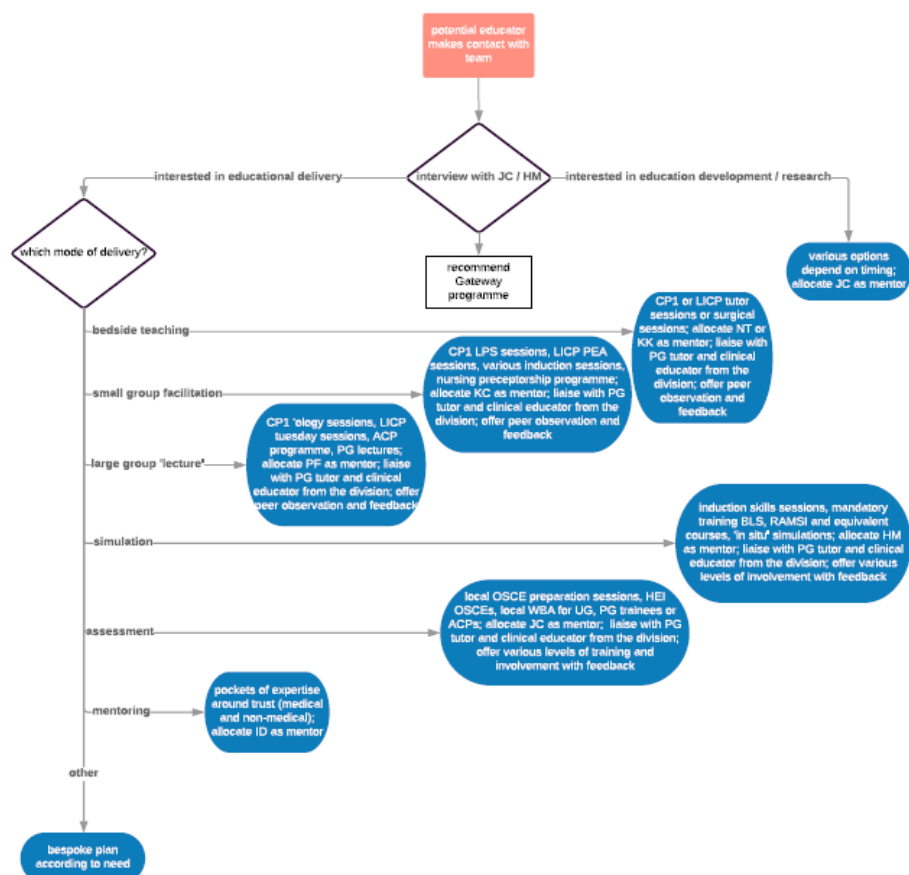 potential educator
makes contact with
team
interested in educational delivery
interview with JC / HM
interested in education development / research
which mode of delivery?
recommend
Gateway
programme
various options
depend on timing;
allocate JC as mentor
bedside teaching
CP1 or LICP tutor
sessions or surgical
sessions; allocate NT or
KK as mentor; liaise with
PG tutor and clinical
educator from the
division; offer peer
observation and
feedback
small group facilitation
CP1 LPS sessions, LICP PEA
sessions, various induction sessions,
nursing preceptorship programme;
allocate KC as mentor; liaise with PG
tutor and clinical educator from the
division; offer peer observation and
feedback
large group 'lecture'
CP1 'ology sessions, LICP
tuesday sessions, ACP
programme, PG lectures;
allocate PF as mentor; liaise
with PG tutor and clinical
educator from the division; offer
peer observation and feedback
simulation
induction skills sessions, mandatory
training BLS, RAMSI and equivalent
courses, 'in situ' simulations; allocate HM
as mentor; liaise with PG tutor and clinical
educator from the division; offer various
levels of involvement with feedback
assessment
local OSCE preparation sessions, HEI
OSCEs, local WBA for UG, PG trainees or
ACPs; allocate JC as mentor; liaise with PG
tutor and clinical educator from the division;
offer various levels of training and
involvement with feedback
mentoring
pockets of expertise
around trust (medical
and non-medical);
allocate ID as mentor
other
bespoke plan
according to need